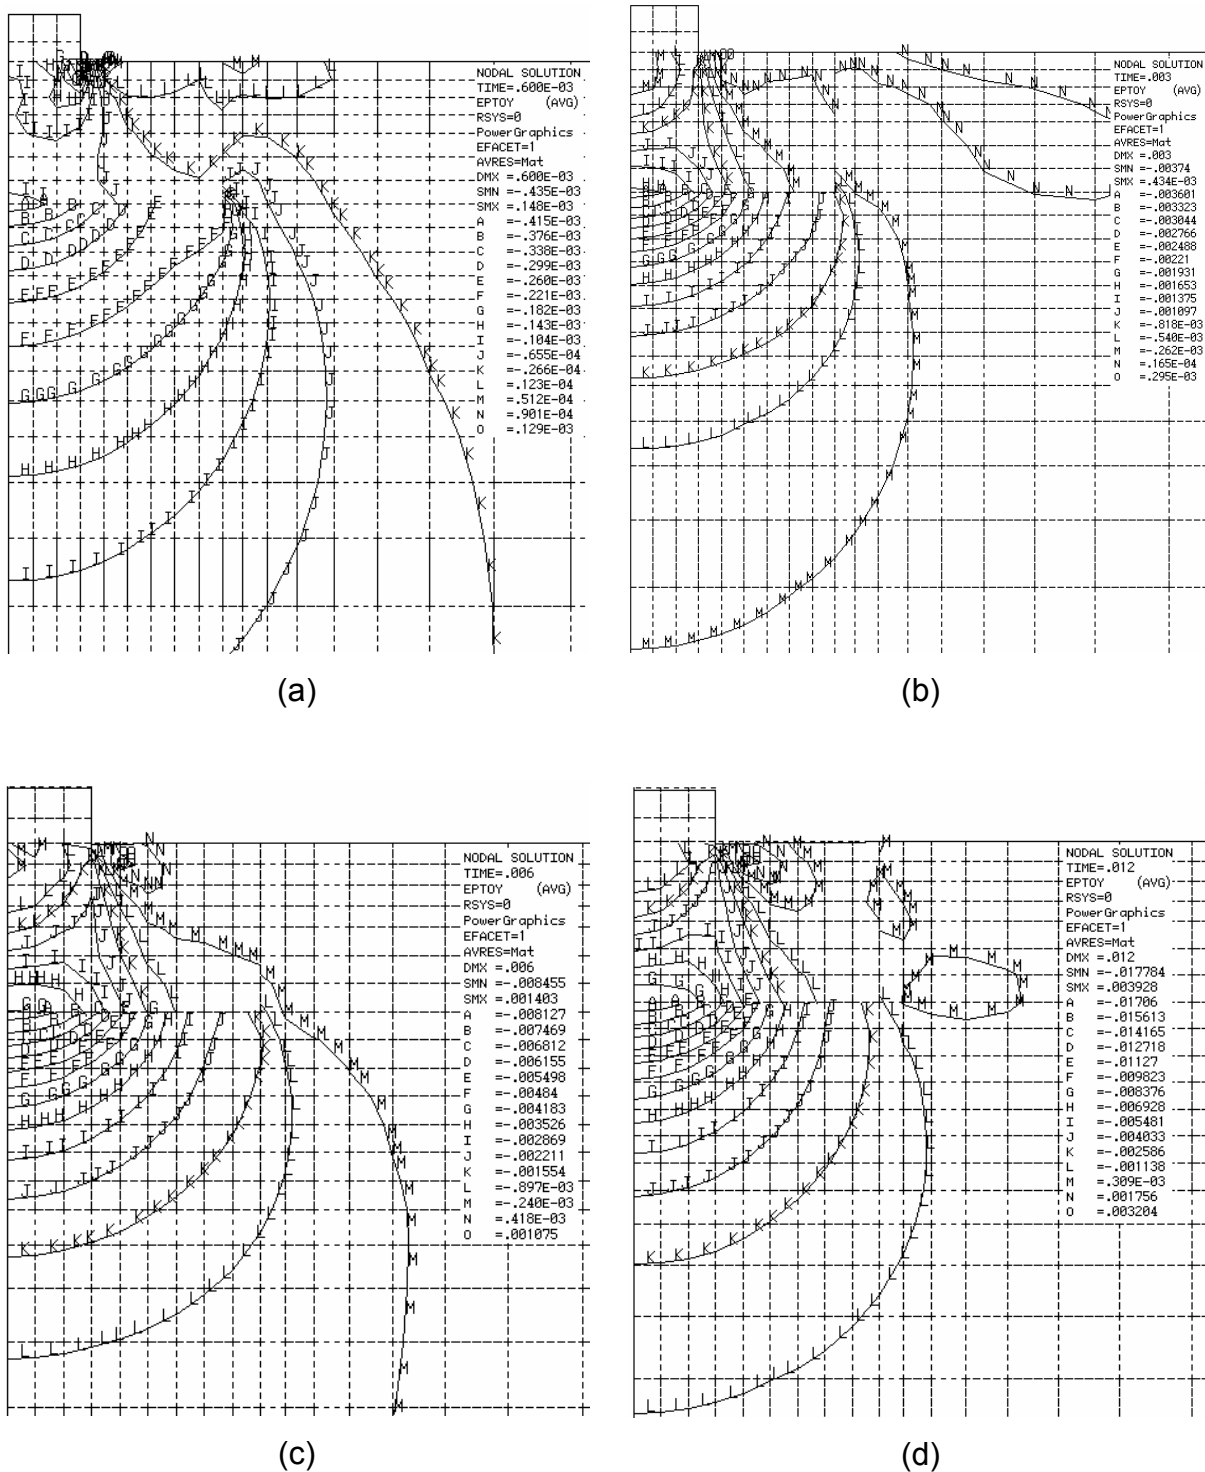 NODAL SOLUTION
TIME=.600E-03
EPTOY (AVG)
RSYS=0
PowerGraphics
EFACET=1
AVRES=Mat
DMX =.600E-03
SMN =-.435E-03
SMX =.148E-03
A =-.415E-03
B =-.376E-03
C =-.338E-03
D =-.299E-03
E =-.260E-03
F =-.221E-03
G =-.182E-03
H =-.143E-03
I =-.104E-03
J =-.655E-04
K =-.266E-04
L =.123E-04
M =.512E-04
N =.901E-04
O =.129E-03
(a)
NODAL SOLUTION
TIME=.003
EPTOY (AVG)
RSYS=0
PowerGraphics
EFACET=1
AVRES=Mat
DMX =.003
SMN =-.00374
SMX =.434E-03
A =-.003601
B =-.003323
C =-.003044
D =-.002766
E =-.002488
F =-.00221
G =-.001931
H =-.001653
I =-.001375
J =-.001097
K =-.818E-03
L =-.540E-03
M =-.262E-03
N =.165E-04
O =.295E-03
(b)
NODAL SOLUTION
TIME=.006
EPTOY (AVG)
RSYS=0
PowerGraphics
EFACET=1
AVRES=Mat
DMX =.006
SMN =-.008455
SMX =.001403
A =-.008127
B =-.007469
C =-.006812
D =-.006155
E =-.005498
F =-.00484
G =-.004183
H =-.003526
I =-.002869
J =-.002211
K =-.001554
L =-.897E-03
M =-.240E-03
N =.418E-03
O =.001075
(c)
NODAL SOLUTION
TIME=.012
EPTOY (AVG)
RSYS=0
PowerGraphics
EFACET=1
AVRES=Mat
DMX =.012
SMN =-.017784
SMX =.003928
A =-.01706
B =-.015613
C =-.014165
D =-.012718
E =-.01127
F =-.009823
G =-.008376
H =-.006928
I =-.005481
J =-.004033
K =-.002586
L =-.001138
M =.309E-03
N =.001756
O =.003204
(d)